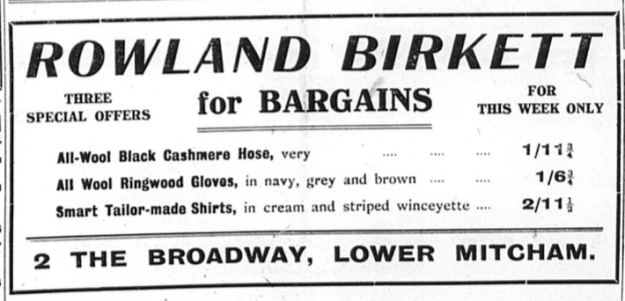 ROWLAND BIRKETT
THREE
SPECIAL OFFERS
for BARGAINS
FOR
THIS WEEK ONLY
All-Wool Black Cashmere Hose, very .... .... .... 1/11¾
All Wool Ringwood Gloves, in navy, grey and brown .... .... 1/6¾
Smart Tailor-made Shirts, in cream and striped winceyette .... 2/11½
2 THE BROADWAY, LOWER MITCHAM.